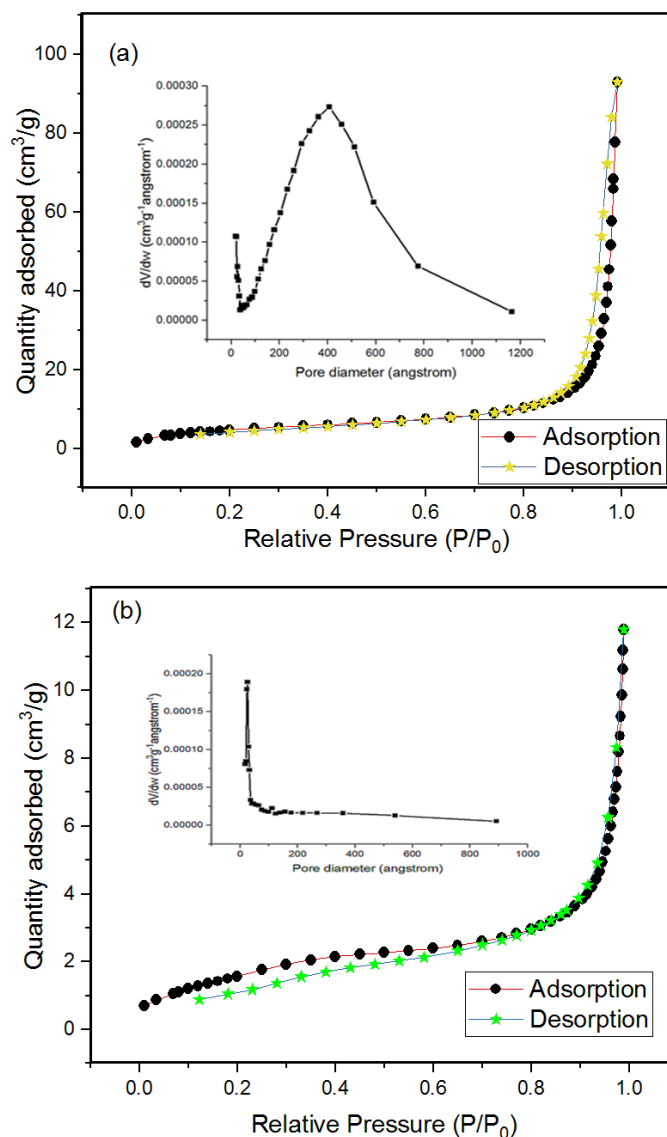 (a)
Quantity adsorbed (cm³/g)
100
80
60
40
20
0
dV/dw (cm³g⁻¹angstrom⁻¹)
0.00030
0.00025
0.00020
0.00015
0.00010
0.00005
0.00000
0 200 400 600 800 1000 1200
Pore diameter (angstrom)
Adsorption
Desorption
0.0 0.2 0.4 0.6 0.8 1.0
Relative Pressure (P/P₀)
(b)
Quantity adsorbed (cm³/g)
12
10
8
6
4
2
0
dV/dw (cm³g⁻¹angstrom⁻¹)
0.00020
0.00015
0.00010
0.00005
0.00000
0 200 400 600 800 1000
Pore diameter (angstrom)
Adsorption
Desorption
0.0 0.2 0.4 0.6 0.8 1.0
Relative Pressure (P/P₀)